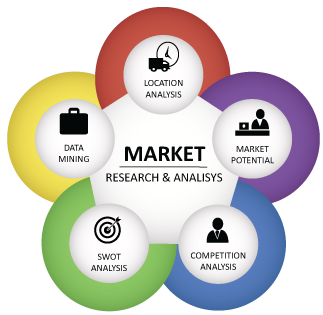 LOCATION
ANALYSIS
DATA
MINING
MARKET
POTENTIAL
MARKET
RESEARCH & ANALISYS
SWOT
ANALYSIS
COMPETITION
ANALYSIS